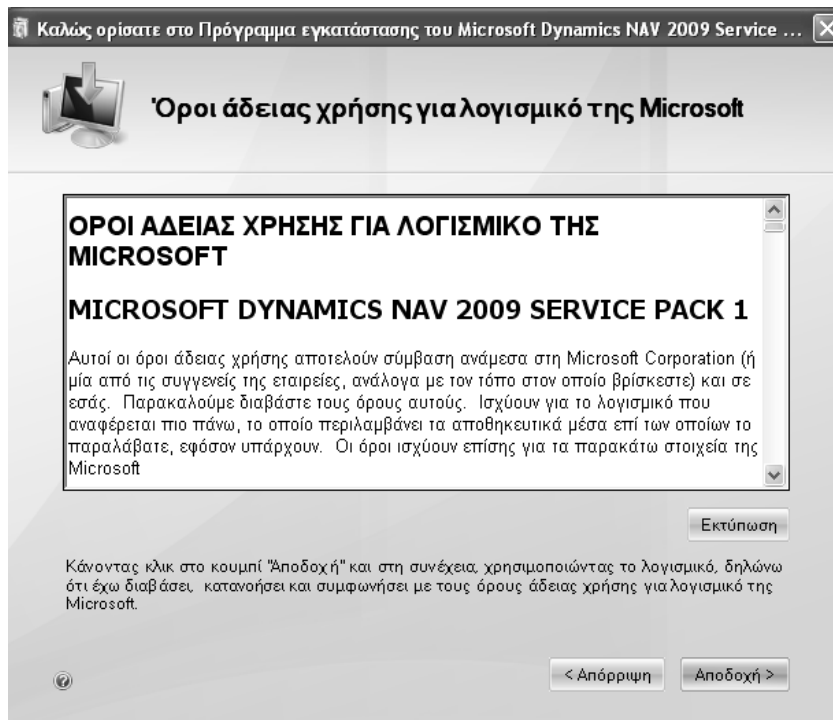 Καλώς ορίσατε στο Πρόγραμμα εγκατάστασης του Microsoft Dynamics NAV 2009 Service ...
Όροι άδειας χρήσης για λογισμικό της Microsoft
ΟΡΟΙ ΑΔΕΙΑΣ ΧΡΗΣΗΣ ΓΙΑ ΛΟΓΙΣΜΙΚΟ ΤΗΣ
MICROSOFT
MICROSOFT DYNAMICS NAV 2009 SERVICE PACK 1
Αυτοί οι όροι άδειας χρήσης αποτελούν σύμβαση ανάμεσα στη Microsoft Corporation (ή
μία από τις συγγενείς της εταιρείες, ανάλογα με τον τόπο στον οποίο βρίσκεστε) και σε
εσάς. Παρακαλούμε διαβάστε τους όρους αυτούς. Ισχύουν για το λογισμικό που
αναφέρεται πιο πάνω, το οποίο περιλαμβάνει τα αποθηκευτικά μέσα επί των οποίων το
παραλάβατε, εφόσον υπάρχουν. Οι όροι ισχύουν επίσης για τα παρακάτω στοιχεία της
Microsoft
Εκτύπωση
Κάνοντας κλικ στο κουμπί "Αποδοχή" και στη συνέχεια, χρησιμοποιώντας το λογισμικό, δηλώνω
ότι έχω διαβάσει, κατανοήσει και συμφωνήσει με τους όρους άδειας χρήσης για λογισμικό της
Microsoft.
< Απόρριψη
Αποδοχή >